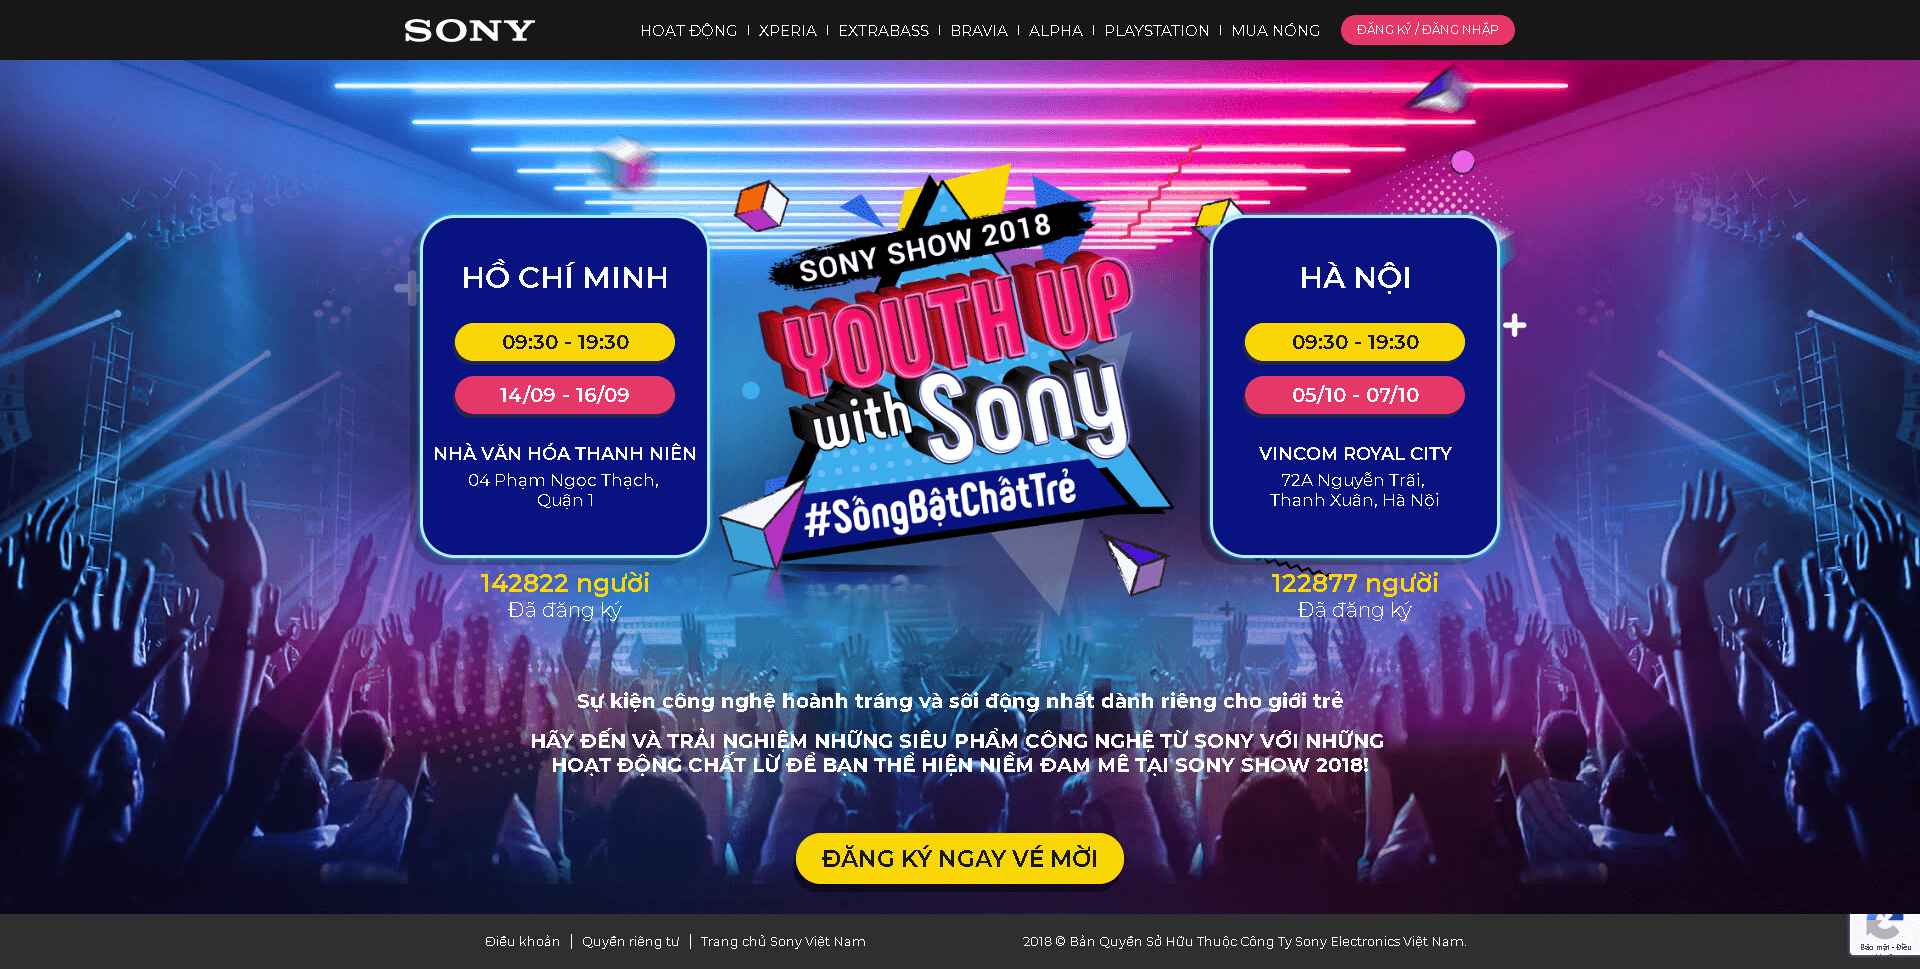 SONY
HOẠT ĐỘNG
XPERIA
EXTRABASS
BRAVIA
ALPHA
PLAYSTATION
MUA NÓNG
ĐĂNG KÝ / ĐĂNG NHẬP
HỒ CHÍ MINH
09:30 - 19:30
14/09 - 16/09
NHÀ VĂN HÓA THANH NIÊN
04 Phạm Ngọc Thạch,
Quận 1
142822 người
Đã đăng ký
SONY SHOW 2018
YOUTH UP
with Sony
#SốngBậtChấtTrẻ
HÀ NỘI
09:30 - 19:30
05/10 - 07/10
VINCOM ROYAL CITY
72A Nguyễn Trãi,
Thanh Xuân, Hà Nội
122877 người
Đã đăng ký
Sự kiện công nghệ hoành tráng và sôi động nhất dành riêng cho giới trẻ
HÃY ĐẾN VÀ TRẢI NGHIỆM NHỮNG SIÊU PHẨM CÔNG NGHỆ TỪ SONY VỚI NHỮNG
HOẠT ĐỘNG CHẤT LỪ ĐỂ BẠN THỂ HIỆN NIỀM ĐAM MÊ TẠI SONY SHOW 2018!
ĐĂNG KÝ NGAY VÉ MỜI
Điều khoản
Quyền riêng tư
Trang chủ Sony Việt Nam
2018 © Bản Quyền Sở Hữu Thuộc Công Ty Sony Electronics Việt Nam.
Bảo mật - Điều